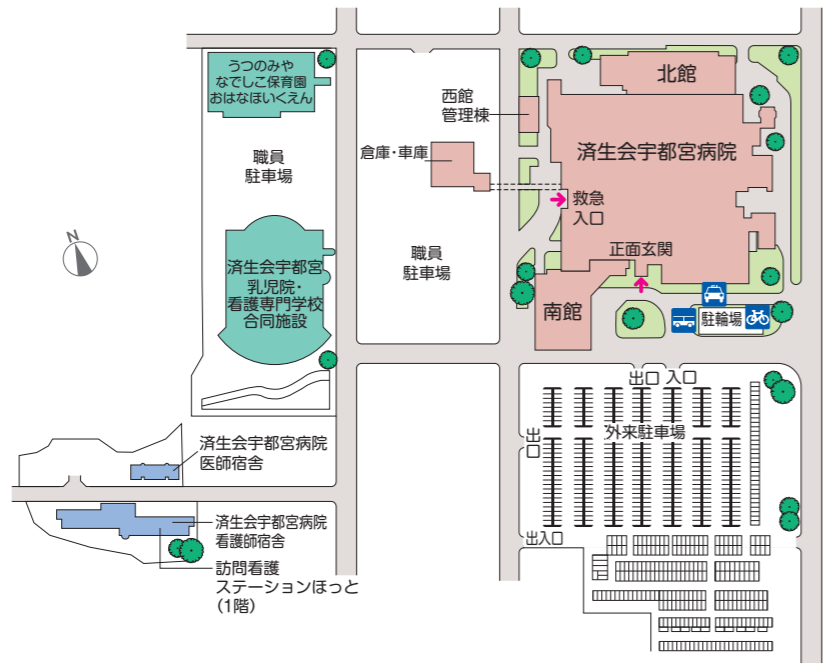 うつのみや
なでしこ保育園
おはなほいくえん
職員
駐車場
済生会宇都宮
乳児院・
看護専門学校
合同施設
N
西館
管理棟
倉庫・車庫
職員
駐車場
北館
済生会宇都宮病院
救急
入口
正面玄関
南館
駐輪場
出口 入口
出口
外来駐車場
出入口
済生会宇都宮病院
医師宿舎
済生会宇都宮病院
看護師宿舎
訪問看護
ステーションほっと
(1階)